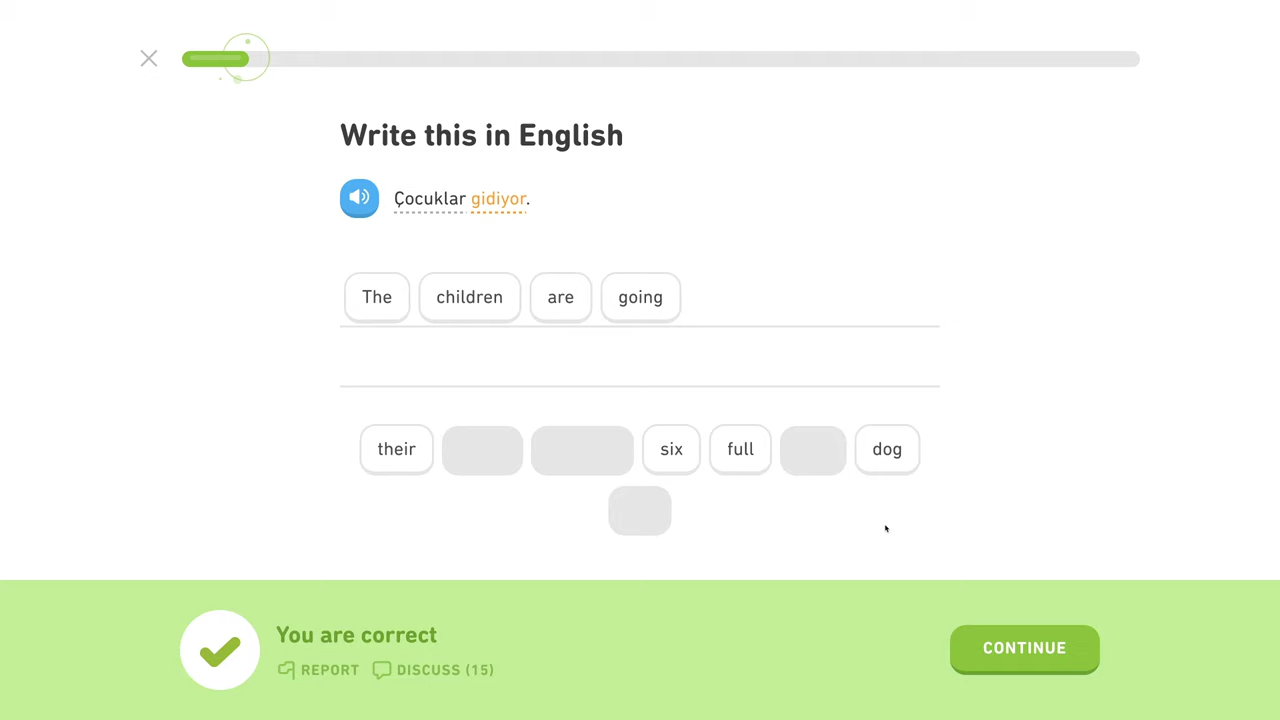 Write this in English
Çocuklar gidiyor.
The children are going
their six full dog
You are correct
REPORT DISCUSS (15)
CONTINUE